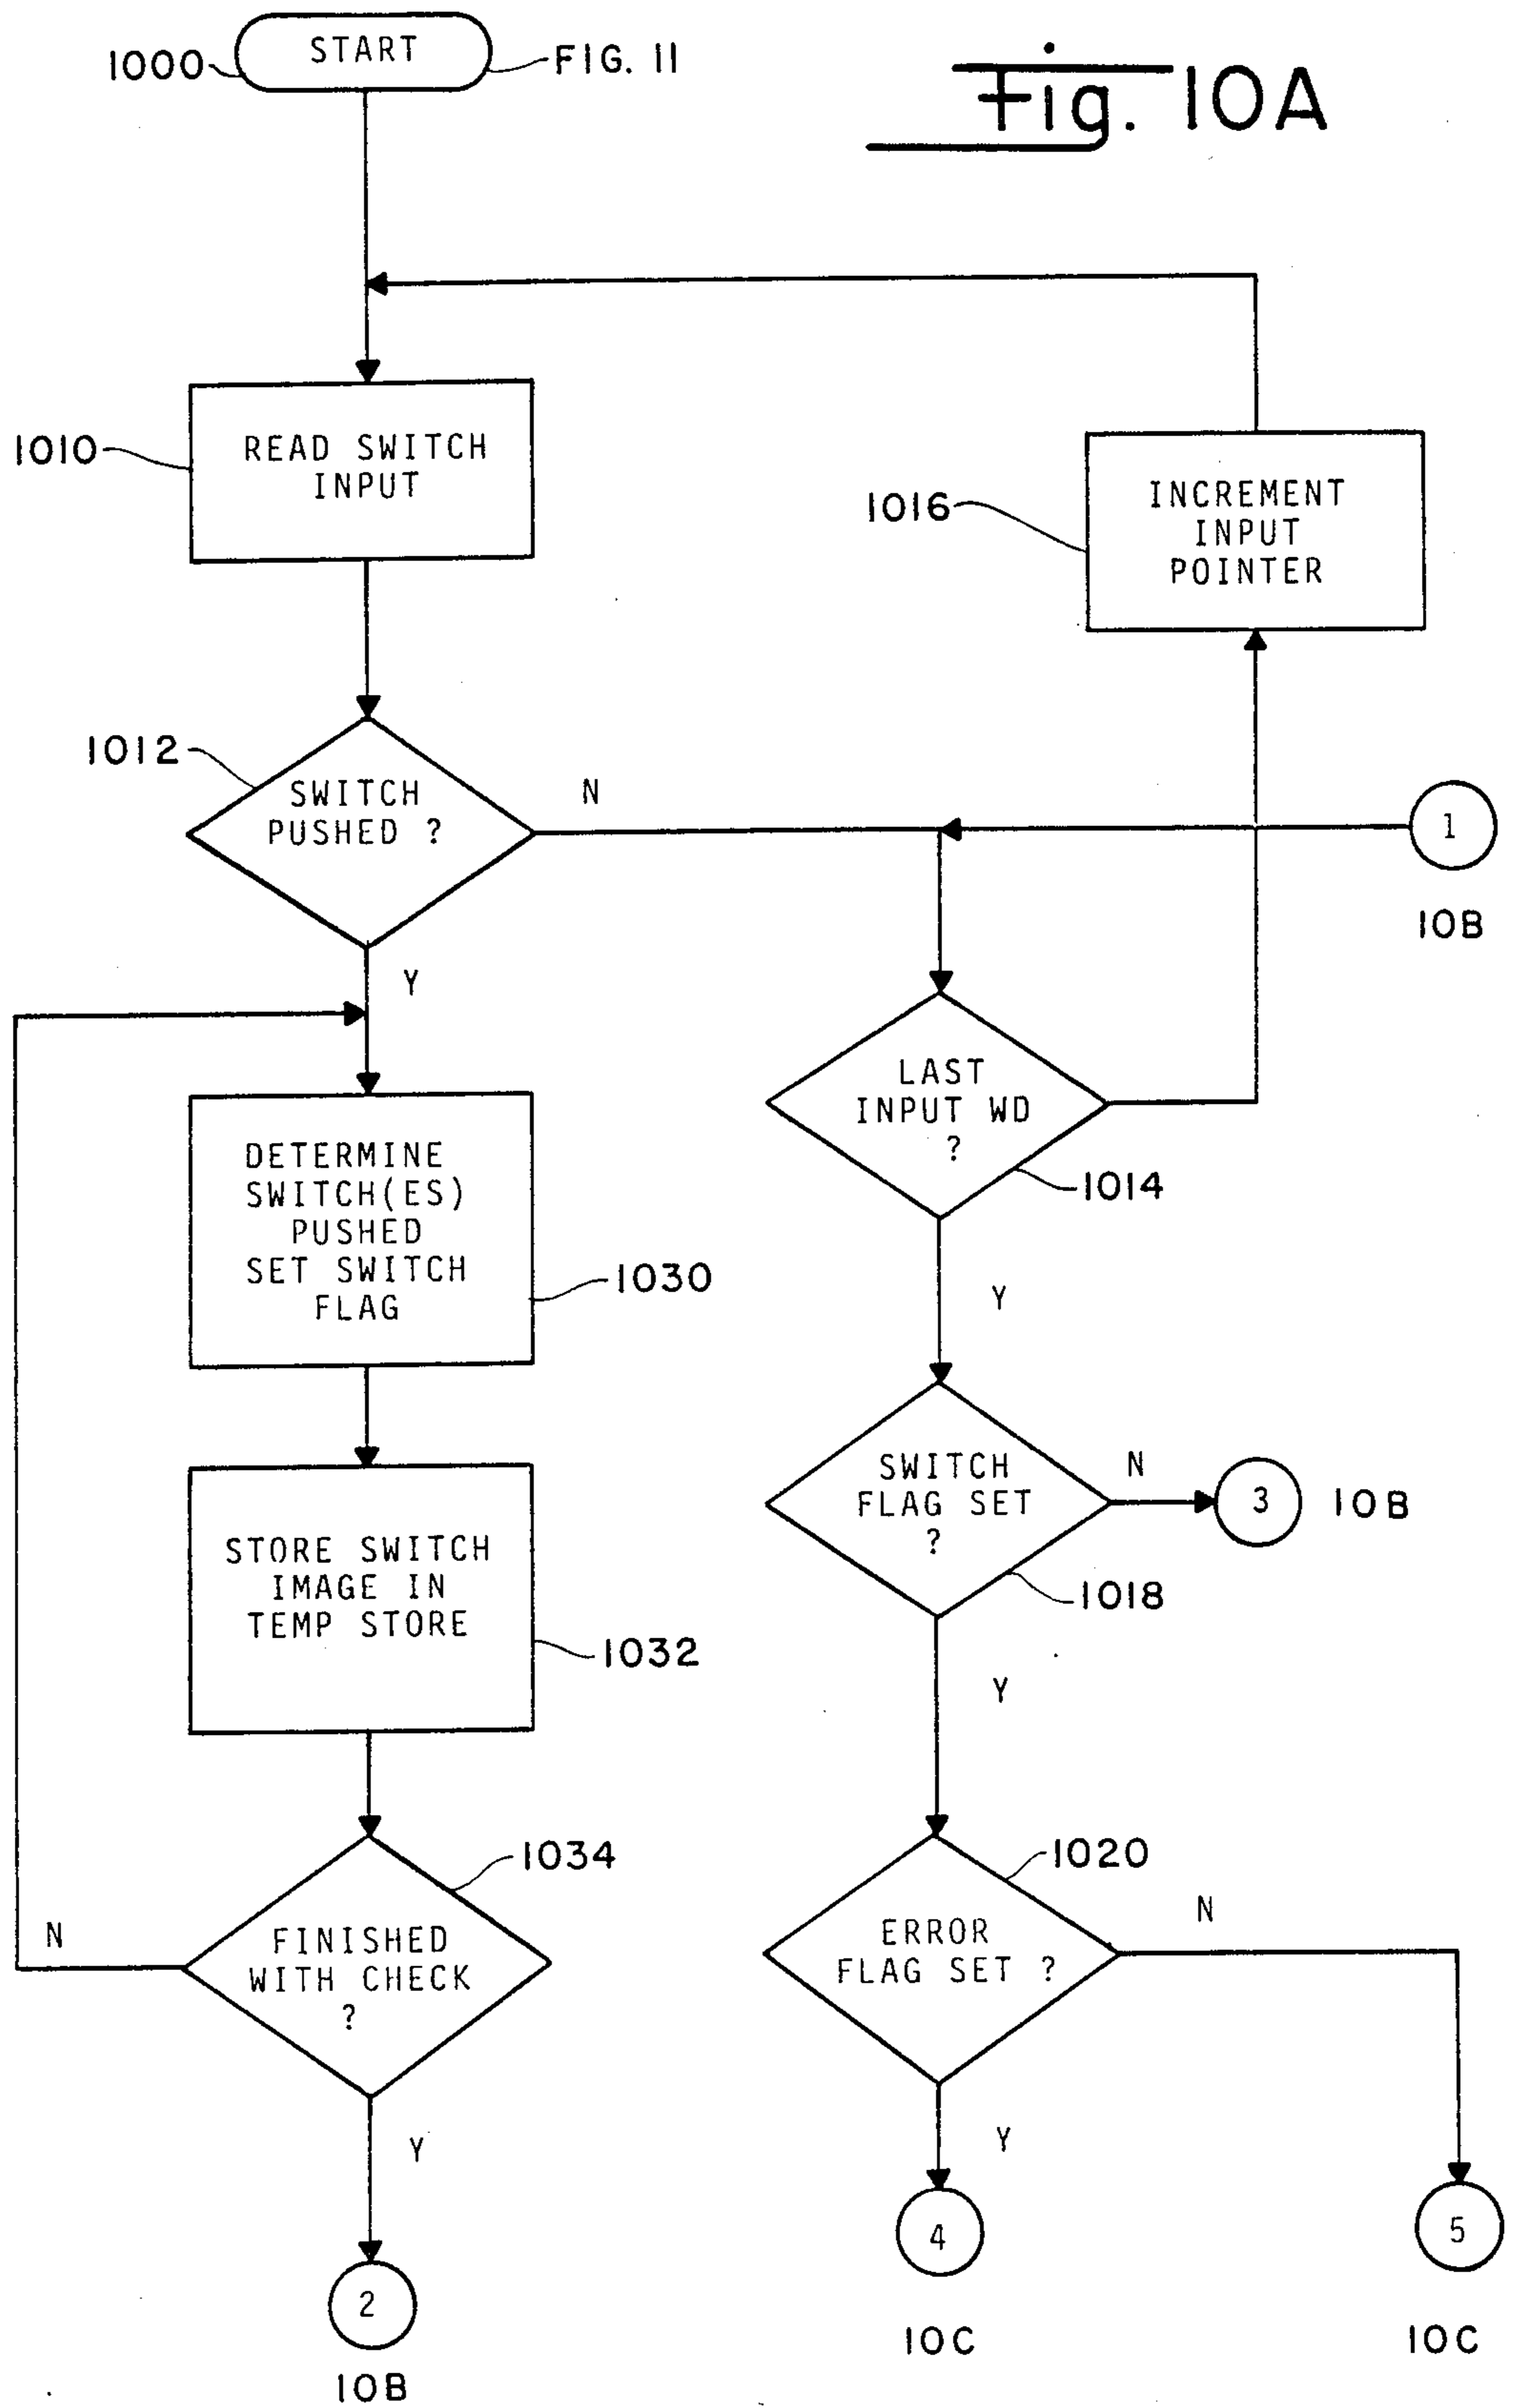 START
1000
FIG. 11
Fig. 10A
1010
READ SWITCH
INPUT
1016
INCREMENT
INPUT
POINTER
1012
SWITCH
PUSHED ?
N
1
10B
Y
LAST
INPUT WD
?
1014
DETERMINE
SWITCH(ES)
PUSHED
SET SWITCH
FLAG
1030
Y
SWITCH
FLAG SET
?
N
3
10B
1018
STORE SWITCH
IMAGE IN
TEMP STORE
1032
Y
1034
FINISHED
WITH CHECK
?
N
1020
ERROR
FLAG SET ?
N
Y
2
10B
Y
4
10C
5
10C